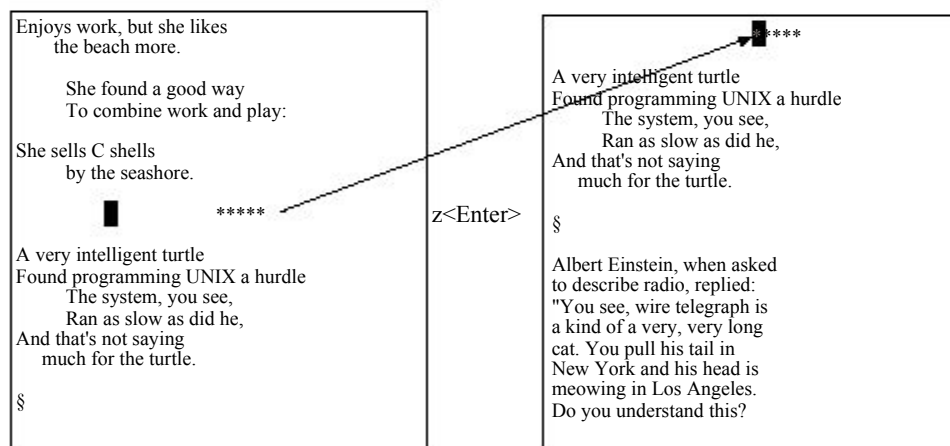 Enjoys work, but she likes
the beach more.
She found a good way
To combine work and play:
She sells C shells
by the seashore.
*****
A very intelligent turtle
Found programming UNIX a hurdle
The system, you see,
Ran as slow as did he,
And that's not saying
much for the turtle.
§
z<Enter>
*****
A very intelligent turtle
Found programming UNIX a hurdle
The system, you see,
Ran as slow as did he,
And that's not saying
much for the turtle.
§
Albert Einstein, when asked
to describe radio, replied:
"You see, wire telegraph is
a kind of a very, very long
cat. You pull his tail in
New York and his head is
meowing in Los Angeles.
Do you understand this?